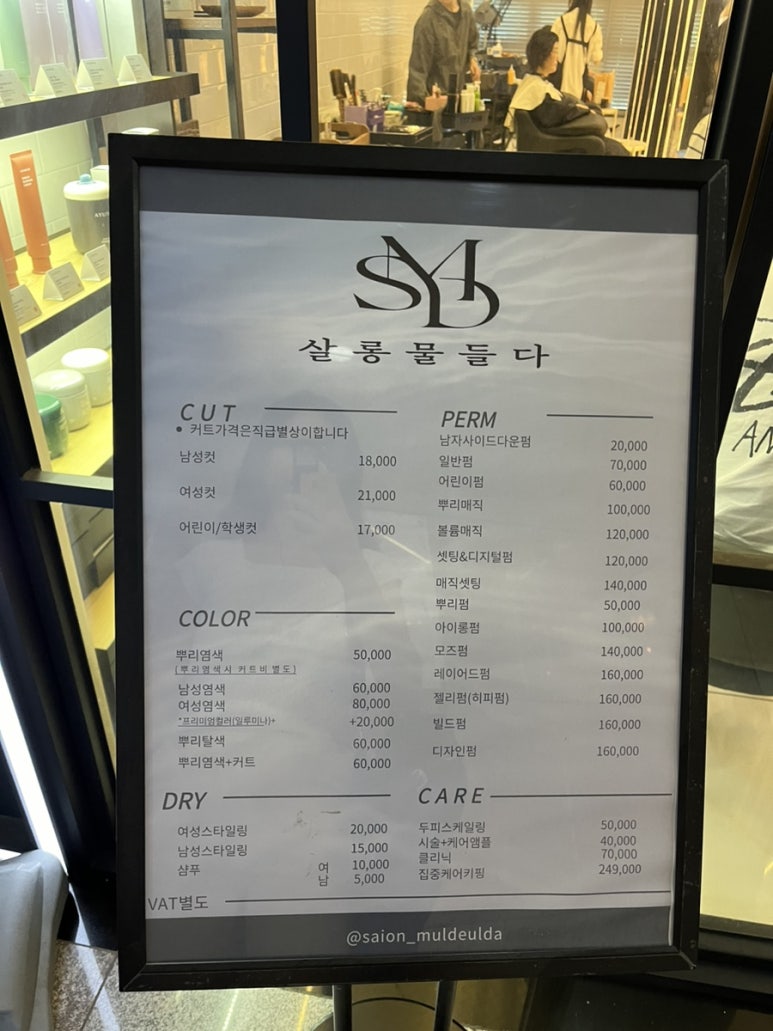 SYD
살롱물들다
CUT
• 커트가격은직급별상이합니다
남성컷 18,000
여성컷 21,000
어린이/학생컷 17,000
COLOR
뿌리염색 50,000
(뿌리염색시 커트비 별도)
남성염색 60,000
여성염색 80,000
*프리미엄컬러(일루미나)+ +20,000
뿌리탈색 60,000
뿌리염색+커트 60,000
DRY
여성스타일링 20,000
남성스타일링 15,000
샴푸 여 10,000
남 5,000
VAT별도
PERM
남자사이드다운펌 20,000
일반펌 70,000
어린이펌 60,000
뿌리매직 100,000
볼륨매직 120,000
셋팅&디지털펌 120,000
매직셋팅 140,000
뿌리펌 50,000
아이롱펌 100,000
모즈펌 140,000
레이어드펌 160,000
젤리펌(히피펌) 160,000
빌드펌 160,000
디자인펌 160,000
CARE
두피스케일링 50,000
시술+케어앰플 40,000
클리닉 70,000
집중케어키핑 249,000
@saion_muldeulda